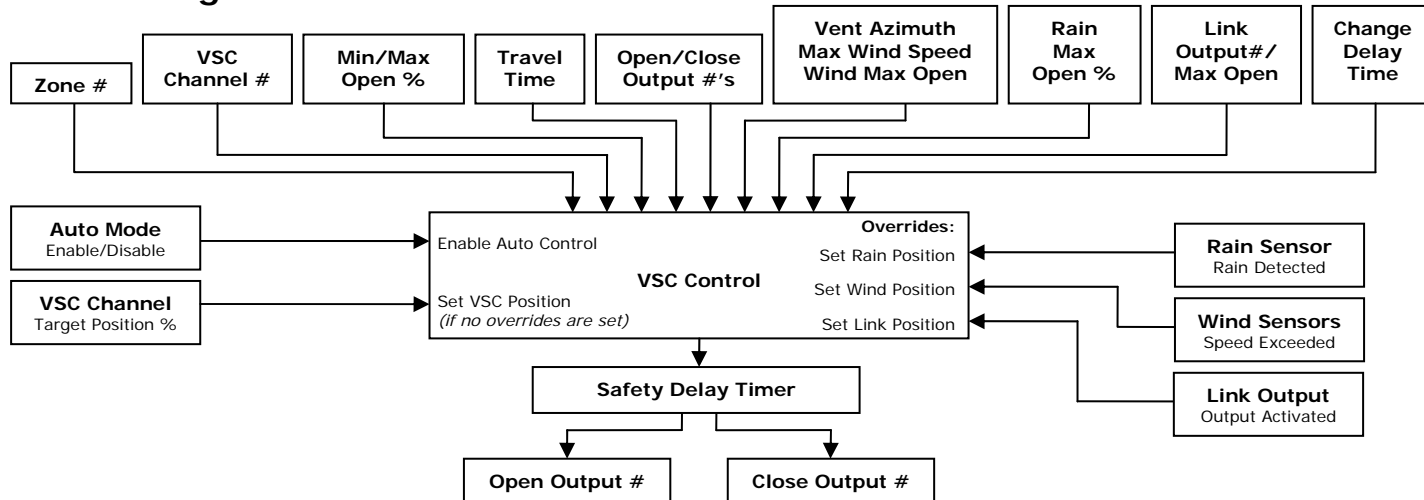 Zone #
VSC
Channel #
Min/Max
Open %
Travel
Time
Open/Close
Output #'s
Vent Azimuth
Max Wind Speed
Wind Max Open
Rain
Max
Open %
Link
Output#/
Max Open
Change
Delay
Time
Auto Mode
Enable/Disable
VSC Channel
Target Position %
Enable Auto Control
Set VSC Position
(if no overrides are set)
VSC Control
Overrides:
Set Rain Position
Set Wind Position
Set Link Position
Rain Sensor
Rain Detected
Wind Sensors
Speed Exceeded
Link Output
Output Activated
Safety Delay Timer
Open Output #
Close Output #